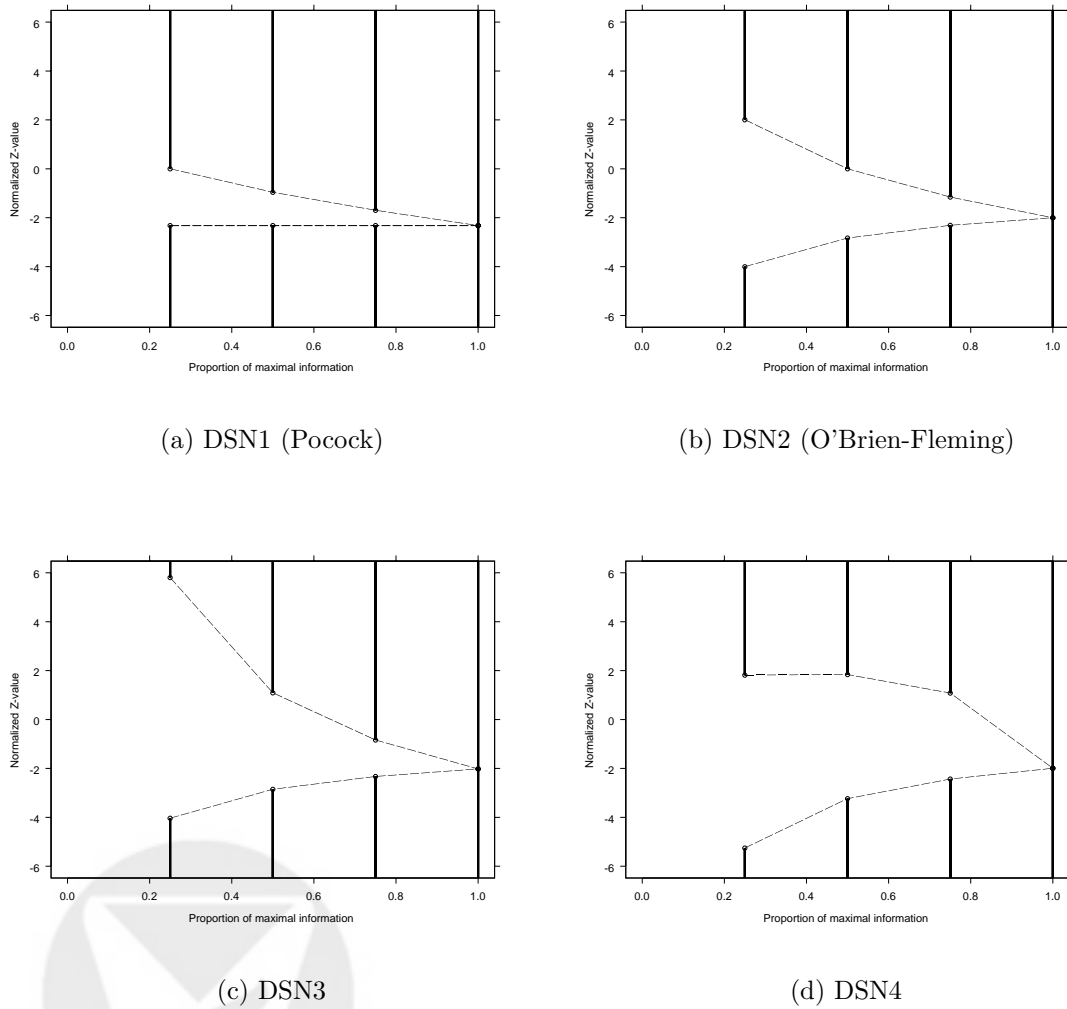 6
4
2
0
-2
-4
-6
Normalized Z-value
0.0 0.2 0.4 0.6 0.8 1.0
Proportion of maximal information
(a) DSN1 (Pocock)
6
4
2
0
-2
-4
-6
Normalized Z-value
0.0 0.2 0.4 0.6 0.8 1.0
Proportion of maximal information
(b) DSN2 (O'Brien-Fleming)
6
4
2
0
-2
-4
-6
Normalized Z-value
0.0 0.2 0.4 0.6 0.8 1.0
Proportion of maximal information
(c) DSN3
6
4
2
0
-2
-4
-6
Normalized Z-value
0.0 0.2 0.4 0.6 0.8 1.0
Proportion of maximal information
(d) DSN4